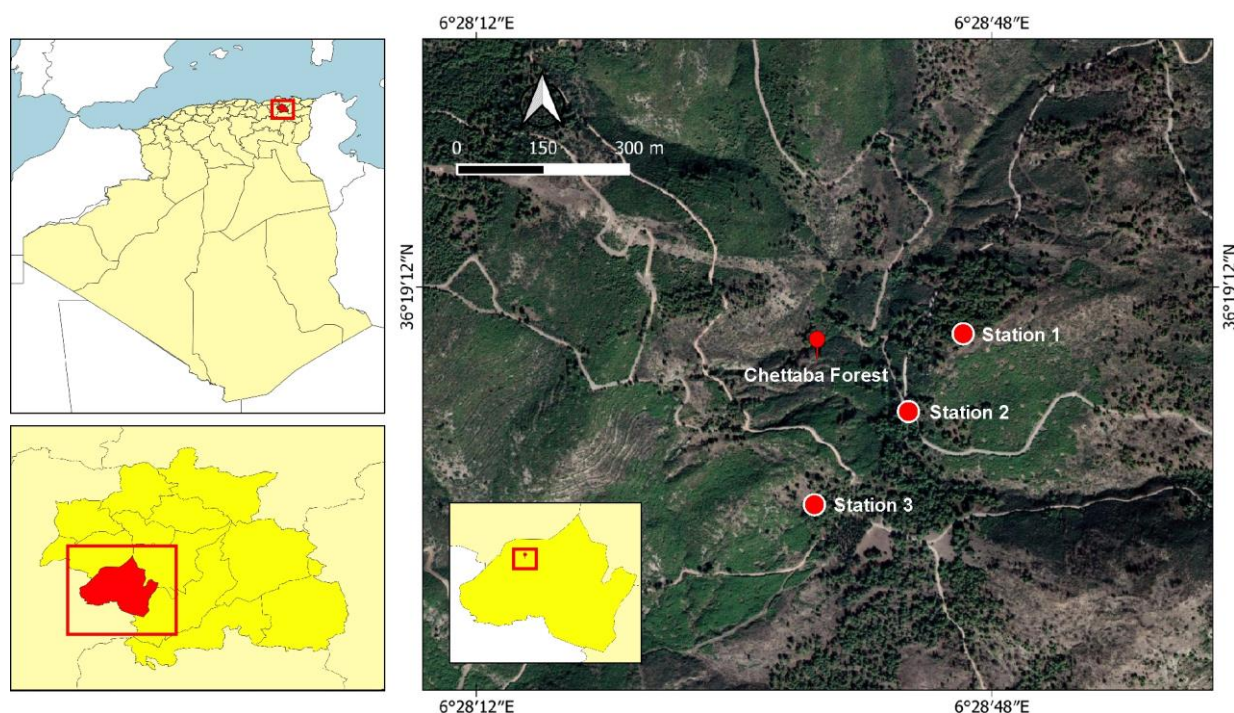 6°28′12″E
6°28′48″E
0 150 300 m
36°19′12″N
36°19′12″N
Station 1
Chettaba Forest
Station 2
Station 3
6°28′12″E
6°28′48″E